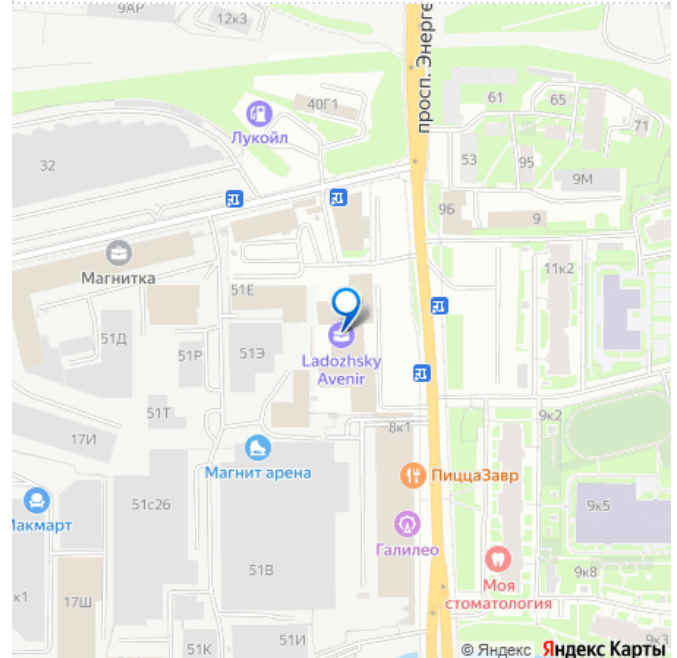 9АР
12к3
40Г1
Лукойл
просп. Энерге
61
65
71
32
53
95
9М
9Б
9
Магнитка
51Е
11к2
51Д
51Р
51Э
Ladozhsky
Avenir
51Т
9к2
8к1
17И
Магнит арена
ПиццаЗавр
Макмарт
51с26
9к5
Галилео
51В
Моя
стоматология
9к8
к1
17Ш
51К
51И
9к3
© Яндекс Яндекс Карты